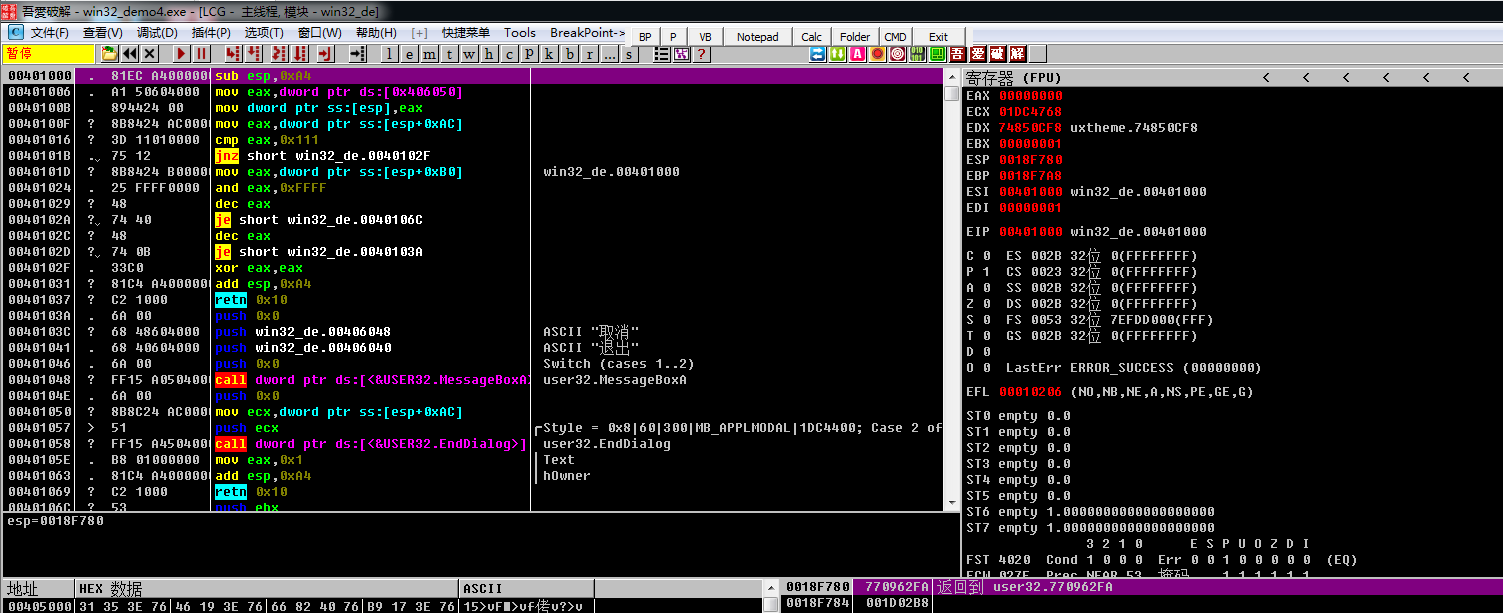 吾愛破解 - win32_demo4.exe - [LCG - 主线程, 模块 - win32_de]
文件(F) 查看(V) 调试(D) 插件(P) 选项(T) 窗口(W) 帮助(H) [+] 快捷菜单 Tools BreakPoint-> BP P VB Notepad Calc Folder CMD Exit
暂停 l e m t w h c p k b r ... s ? 吾 爱 破 解
00401000 . 81EC A400000 sub esp,0xA4
00401006 . A1 50604000 mov eax,dword ptr ds:[0x406050]
0040100B . 894424 00 mov dword ptr ss:[esp],eax
0040100F ? 8B8424 AC000 mov eax,dword ptr ss:[esp+0xAC]
00401016 ? 3D 11010000 cmp eax,0x111
0040101B . 75 12 jnz short win32_de.0040102F
0040101D ? 8B8424 B0000 mov eax,dword ptr ss:[esp+0xB0] win32_de.00401000
00401024 . 25 FFFF0000 and eax,0xFFFF
00401029 ? 48 dec eax
0040102A ? 74 40 je short win32_de.0040106C
0040102C ? 48 dec eax
0040102D ? 74 0B je short win32_de.0040103A
0040102F . 33C0 xor eax,eax
00401031 ? 81C4 A400000 add esp,0xA4
00401037 ? C2 1000 retn 0x10
0040103A . 6A 00 push 0x0
0040103C ? 68 48604000 push win32_de.00406048 ASCII "取消"
00401041 . 68 40604000 push win32_de.00406040 ASCII "退出"
00401046 . 6A 00 push 0x0 Switch (cases 1..2)
00401048 ? FF15 A050400 call dword ptr ds:[<&USER32.MessageBoxA> user32.MessageBoxA
0040104E . 6A 00 push 0x0
00401050 ? 8B8C24 AC000 mov ecx,dword ptr ss:[esp+0xAC]
00401057 > 51 push ecx Style = 0x8|60|300|MB_APPLMODAL|1DC4400; Case 2 of
00401058 ? FF15 A450400 call dword ptr ds:[<&USER32.EndDialog>] user32.EndDialog
0040105E . B8 01000000 mov eax,0x1 Text
00401063 . 81C4 A400000 add esp,0xA4 hOwner
00401069 ? C2 1000 retn 0x10
0040106C ? 53 push ebx
esp=0018F780
寄存器 (FPU) < < < < < <
EAX 00000000
ECX 01DC4768
EDX 74850CF8 uxtheme.74850CF8
EBX 00000001
ESP 0018F780
EBP 0018F7A8
ESI 00401000 win32_de.00401000
EDI 00000001
EIP 00401000 win32_de.00401000
C 0 ES 002B 32位 0(FFFFFFFF)
P 1 CS 0023 32位 0(FFFFFFFF)
A 0 SS 002B 32位 0(FFFFFFFF)
Z 0 DS 002B 32位 0(FFFFFFFF)
S 0 FS 0053 32位 7EFDD000(FFF)
T 0 GS 002B 32位 0(FFFFFFFF)
D 0
O 0 LastErr ERROR_SUCCESS (00000000)
EFL 00010206 (NO,NB,NE,A,NS,PE,GE,G)
ST0 empty 0.0
ST1 empty 0.0
ST2 empty 0.0
ST3 empty 0.0
ST4 empty 0.0
ST5 empty 0.0
ST6 empty 1.0000000000000000000
ST7 empty 1.0000000000000000000
3 2 1 0 E S P U O Z D I
FST 4020 Cond 1 0 0 0 Err 0 0 1 0 0 0 0 0 (EQ)
FCW 027F Prec NEAR,53 掩码 1 1 1 1 1 1
地址 HEX 数据 ASCII
00405000 31 35 3E 76 46 19 3E 76 66 82 40 76 B9 17 3E 76
0018F780 770962FA 返回到 user32.770962FA
0018F784 001D02B8